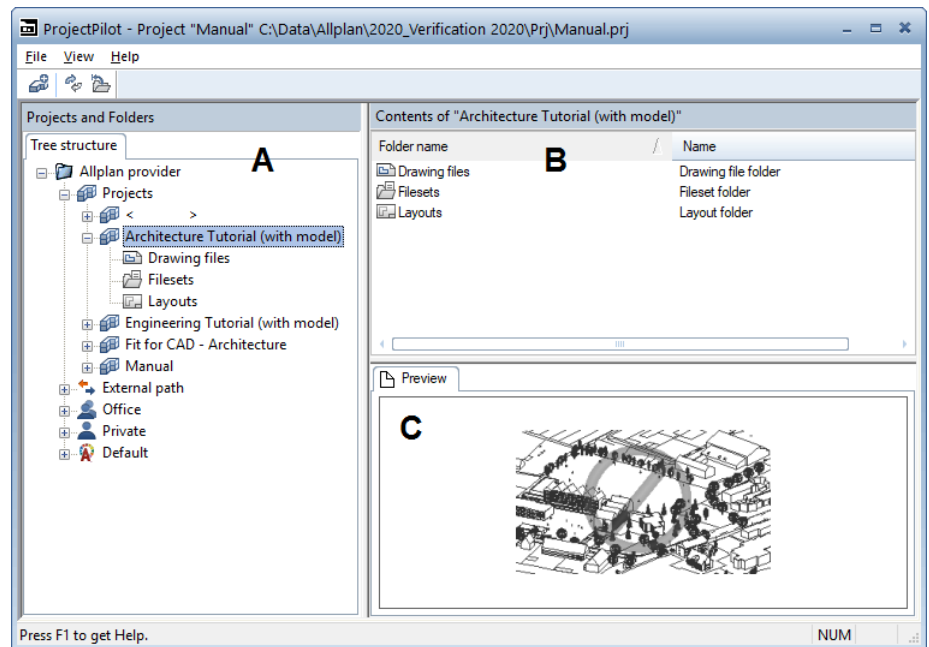 ProjectPilot - Project "Manual" C:\Data\Allplan\2020_Verification 2020\Prj\Manual.prj
File View Help
Projects and Folders
Tree structure
A
Allplan provider
Projects
< >
Architecture Tutorial (with model)
Drawing files
Filesets
Layouts
Engineering Tutorial (with model)
Fit for CAD - Architecture
Manual
External path
Office
Private
Default
Contents of "Architecture Tutorial (with model)"
Folder name / Name
B
Drawing files Drawing file folder
Filesets Fileset folder
Layouts Layout folder
Preview
C
Press F1 to get Help. NUM